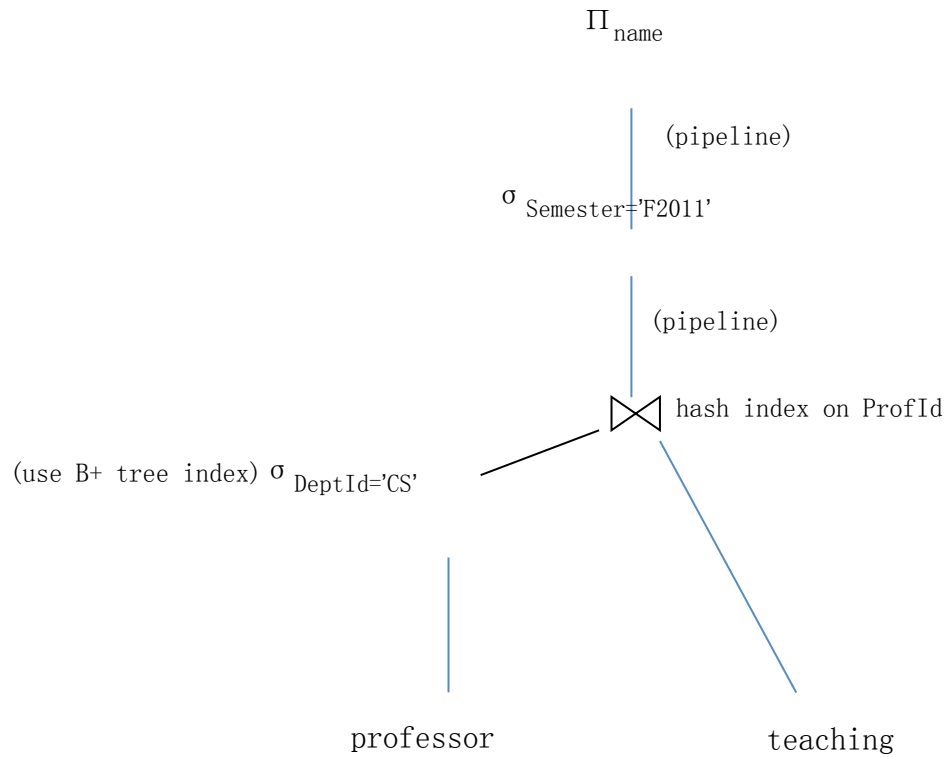 Π name
(pipeline)
σ Semester='F2011'
(pipeline)
hash index on ProfId
(use B+ tree index) σ DeptId='CS'
professor
teaching